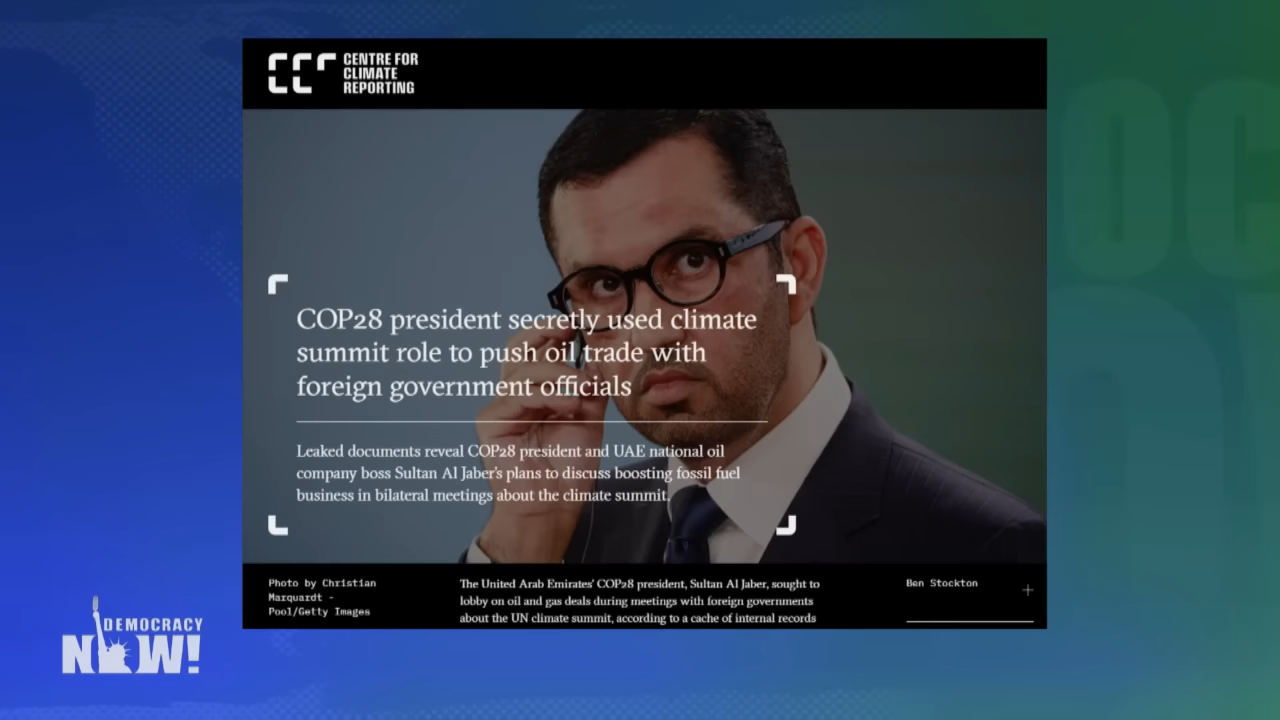 CENTRE FOR
CLIMATE
REPORTING
COP28 president secretly used climate
summit role to push oil trade with
foreign government officials
Leaked documents reveal COP28 president and UAE national oil
company boss Sultan Al Jaber's plans to discuss boosting fossil fuel
business in bilateral meetings about the climate summit.
Photo by Christian
Marquardt -
Pool/Getty Images
The United Arab Emirates' COP28 president, Sultan Al Jaber, sought to
lobby on oil and gas deals during meetings with foreign governments
about the UN climate summit, according to a cache of internal records
Ben Stockton
+
DEMOCRACY
NOW!